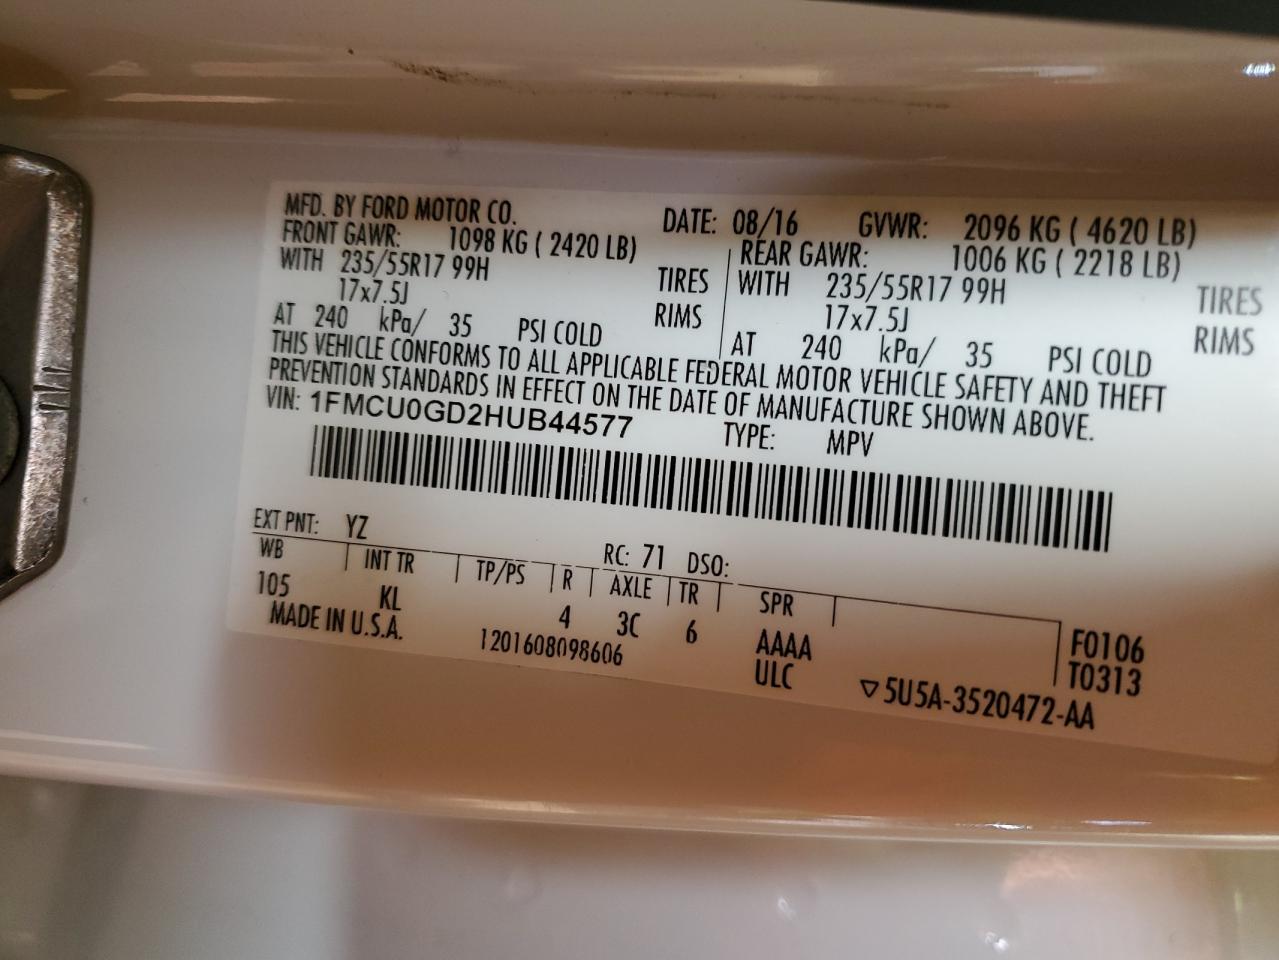 MFD. BY FORD MOTOR CO. DATE: 08/16 GVWR: 2096 KG ( 4620 LB)
FRONT GAWR: 1098 KG ( 2420 LB) REAR GAWR: 1006 KG ( 2218 LB)
WITH 235/55R17 99H TIRES WITH 235/55R17 99H TIRES
17x7.5J RIMS 17x7.5J RIMS
AT 240 kPa/ 35 PSI COLD AT 240 kPa/ 35 PSI COLD
THIS VEHICLE CONFORMS TO ALL APPLICABLE FEDERAL MOTOR VEHICLE SAFETY AND THEFT
PREVENTION STANDARDS IN EFFECT ON THE DATE OF MANUFACTURE SHOWN ABOVE.
VIN: 1FMCU0GD2HUB44577 TYPE: MPV
EXT PNT: YZ RC: 71 DSO:
WB INT TR TP/PS R AXLE TR SPR
105 KL 4 3C 6 AAAA F0106
MADE IN U.S.A. 1201608098606 ULC T0313
▽5U5A-3520472-AA